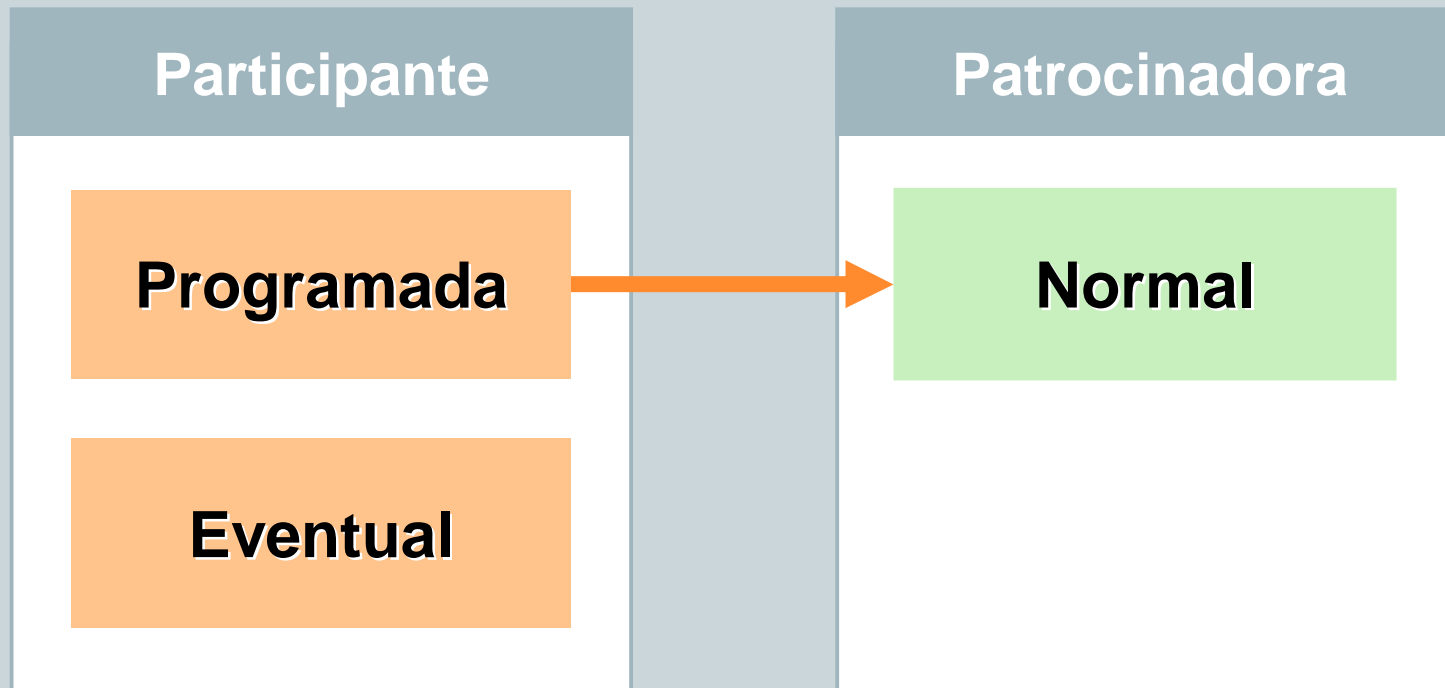 Participante
Patrocinadora
Programada
Normal
Eventual